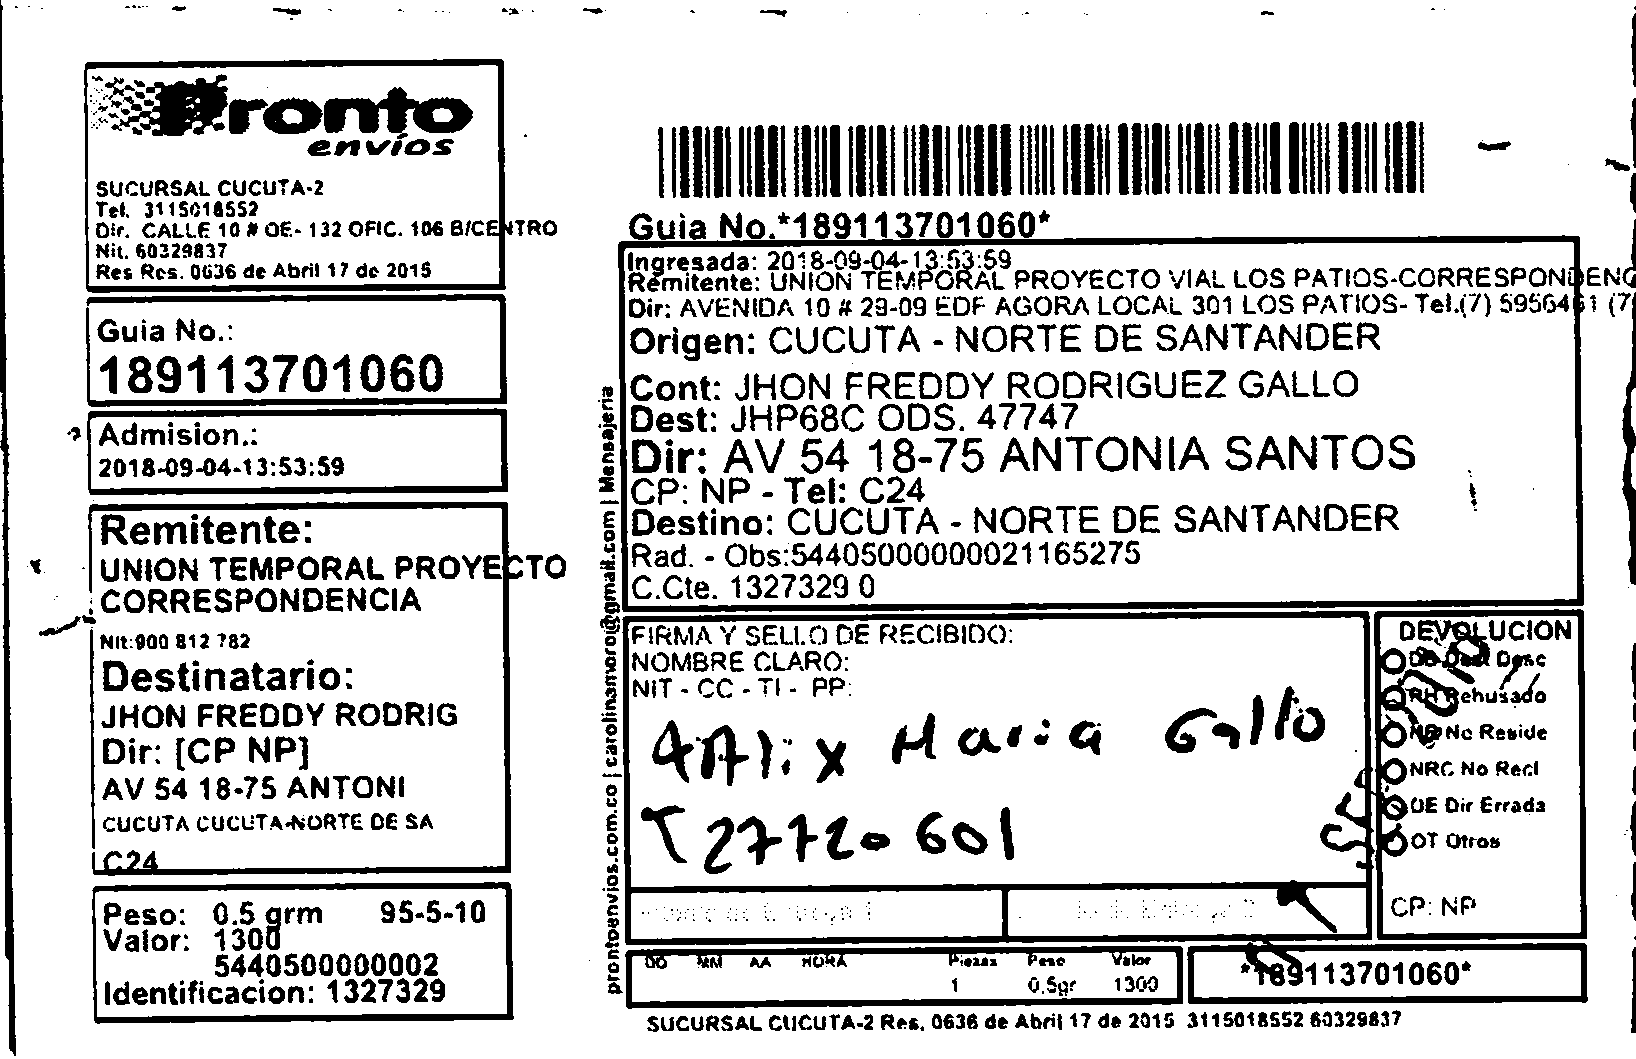 Pronto
envíos
SUCURSAL CUCUTA-2
Tel. 3115018552
Dir. CALLE 10 # OE- 132 OFIC. 106 B/CENTRO
Nit. 60329837
Res Res. 0636 de Abril 17 de 2015
Guia No.:
189113701060
Admision.:
2018-09-04-13:53:59
Remitente:
UNION TEMPORAL PROYECTO
CORRESPONDENCIA
Nit:900 812 782
Destinatario:
JHON FREDDY RODRIG
Dir: [CP NP]
AV 54 18-75 ANTONI
CUCUTA CUCUTA-NORTE DE SA
C24
Peso: 0.5 grm 95-5-10
Valor: 1300
5440500000002
Identificacion: 1327329
prontoenvios.com.co | carolinamoro@gmail.com | Mensajeria
Guia No.*189113701060*
Ingresada: 2018-09-04-13:53:59
Remitente: UNION TEMPORAL PROYECTO VIAL LOS PATIOS-CORRESPONDENC
Dir: AVENIDA 10 # 29-09 EDF AGORA LOCAL 301 LOS PATIOS- Tel.(7) 5956461 (7
Origen: CUCUTA - NORTE DE SANTANDER
Cont: JHON FREDDY RODRIGUEZ GALLO
Dest: JHP68C ODS. 47747
Dir: AV 54 18-75 ANTONIA SANTOS
CP: NP - Tel: C24
Destino: CUCUTA - NORTE DE SANTANDER
Rad. - Obs:54405000000021165275
C.Cte. 1327329 0
FIRMA Y SELLO DE RECIBIDO:
NOMBRE CLARO:
NIT - CC - TI - PP:
Alix Maria Gallo
27720601
DEVOLUCION
DD Dest Desc
RH Rehusado
NR No Reside
NRC No Recl
DE Dir Errada
OT Otros
CP: NP
DD MM AA HORA Piezas Peso Valor
1 0.5gr 1300
*189113701060*
SUCURSAL CUCUTA-2 Res. 0636 de Abril 17 de 2015 3115018552 60329837